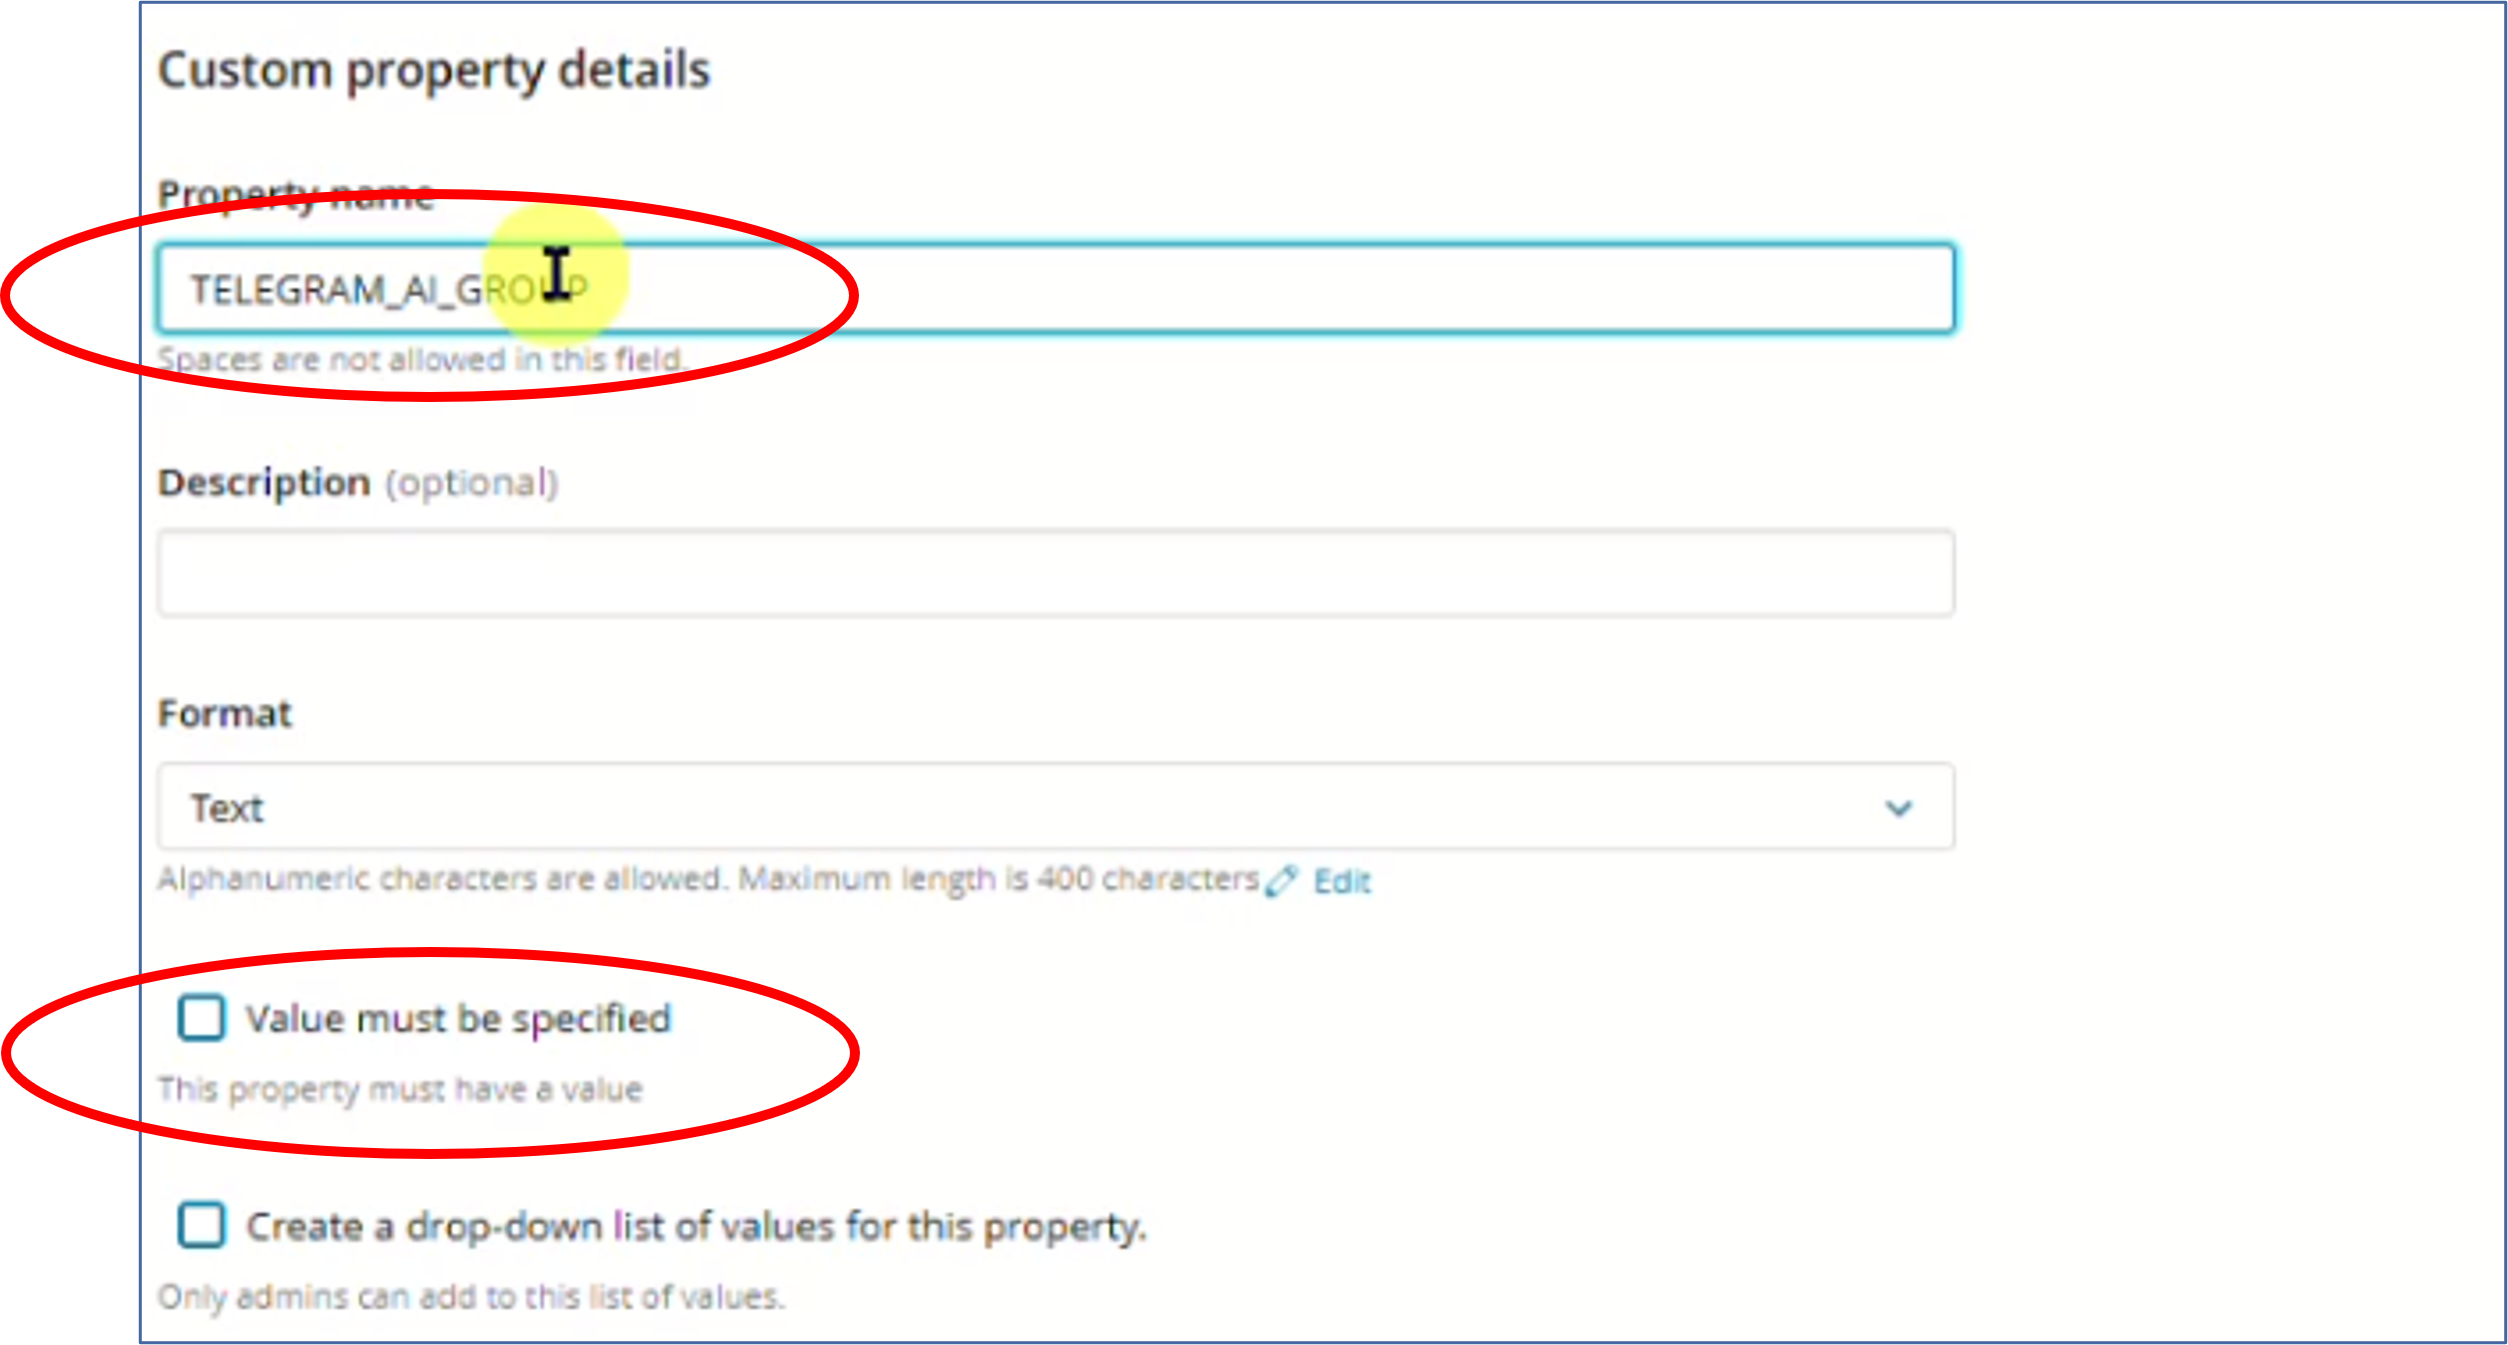 Custom property details
Property name
TELEGRAM_AI_GROUP
Spaces are not allowed in this field.
Description (optional)
Format
Text
Alphanumeric characters are allowed. Maximum length is 400 characters Edit
Value must be specified
This property must have a value
Create a drop-down list of values for this property.
Only admins can add to this list of values.